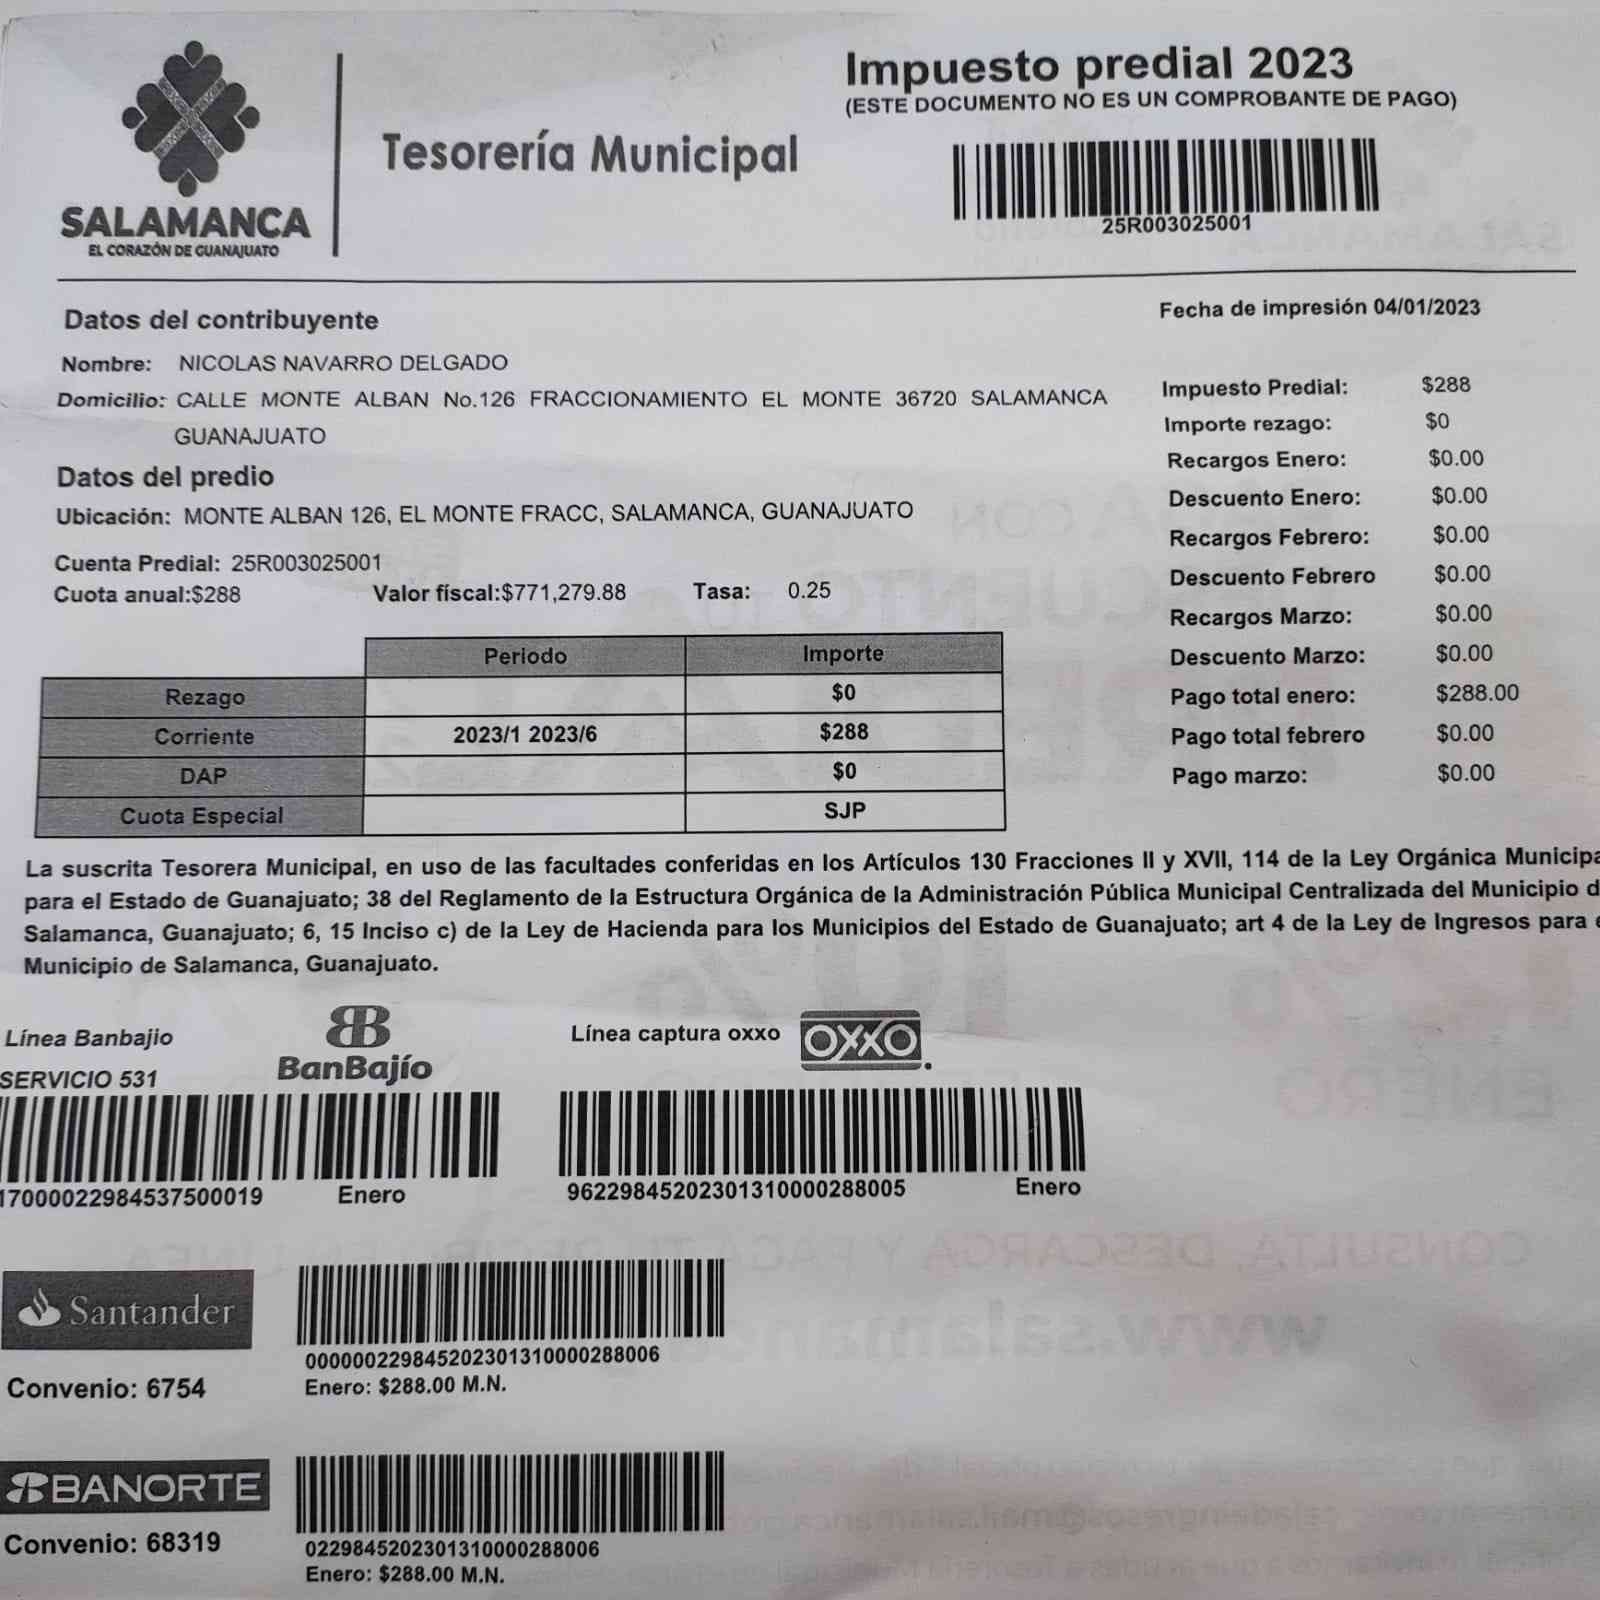 Impuesto predial 2023
(ESTE DOCUMENTO NO ES UN COMPROBANTE DE PAGO)
Tesorería Municipal
25R003025001
SALAMANCA
EL CORAZÓN DE GUANAJUATO
Fecha de impresión 04/01/2023
Datos del contribuyente
Nombre: NICOLAS NAVARRO DELGADO
Domicilio: CALLE MONTE ALBAN No.126 FRACCIONAMIENTO EL MONTE 36720 SALAMANCA
GUANAJUATO
Datos del predio
Ubicación: MONTE ALBAN 126, EL MONTE FRACC, SALAMANCA, GUANAJUATO
Cuenta Predial: 25R003025001
Cuota anual:$288 Valor fiscal:$771,279.88 Tasa: 0.25
Impuesto Predial: $288
Importe rezago: $0
Recargos Enero: $0.00
Descuento Enero: $0.00
Recargos Febrero: $0.00
Descuento Febrero $0.00
Recargos Marzo: $0.00
Descuento Marzo: $0.00
Pago total enero: $288.00
Pago total febrero $0.00
Pago marzo: $0.00
Periodo Importe
Rezago $0
Corriente 2023/1 2023/6 $288
DAP $0
Cuota Especial SJP
La suscrita Tesorera Municipal, en uso de las facultades conferidas en los Artículos 130 Fracciones II y XVII, 114 de la Ley Orgánica Municipa
para el Estado de Guanajuato; 38 del Reglamento de la Estructura Orgánica de la Administración Pública Municipal Centralizada del Municipio d
Salamanca, Guanajuato; 6, 15 Inciso c) de la Ley de Hacienda para los Municipios del Estado de Guanajuato; art 4 de la Ley de Ingresos para e
Municipio de Salamanca, Guanajuato.
Línea Banbajio
BanBajío
SERVICIO 531
Línea captura oxxo OXXO
17000022984537500019 Enero
96229845202301310000288005 Enero
Santander
Convenio: 6754
000000229845202301310000288006
Enero: $288.00 M.N.
BANORTE
Convenio: 68319
0229845202301310000288006
Enero: $288.00 M.N.